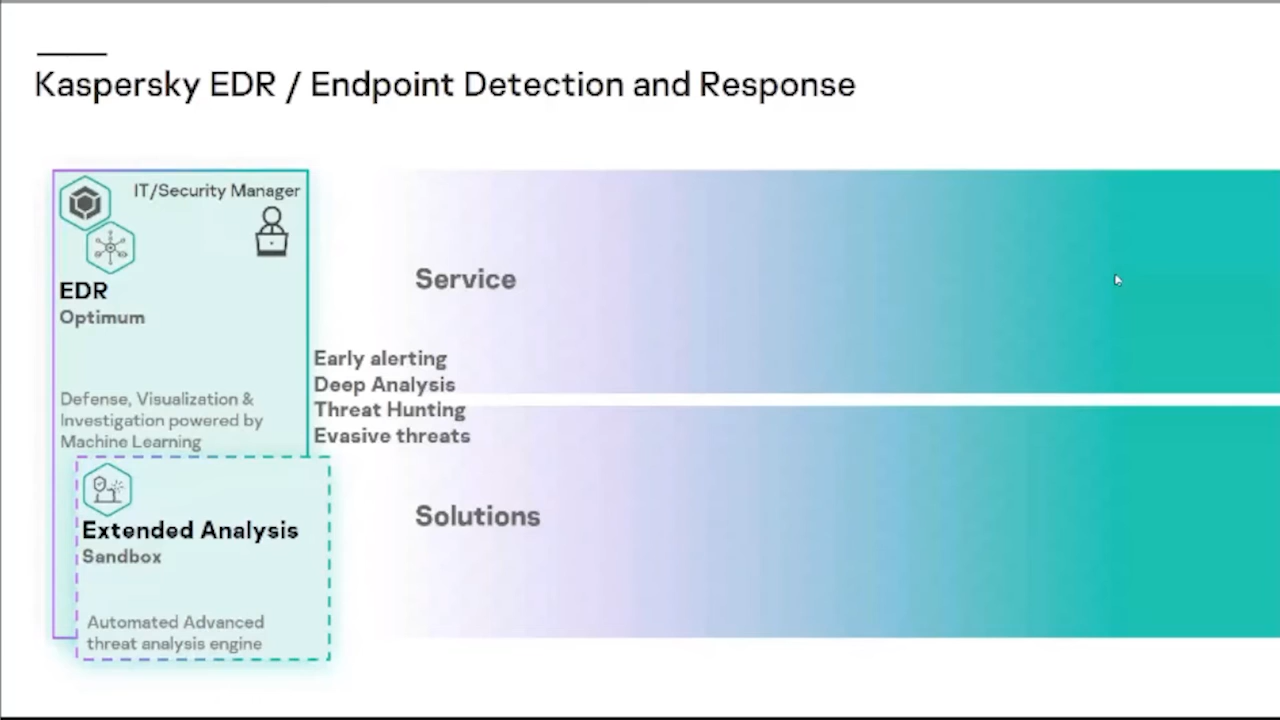 Kaspersky EDR / Endpoint Detection and Response
IT/Security Manager
EDR
Optimum
Defense, Visualization &
Investigation powered by
Machine Learning
Extended Analysis
Sandbox
Automated Advanced
threat analysis engine
Early alerting
Deep Analysis
Threat Hunting
Evasive threats
Service
Solutions